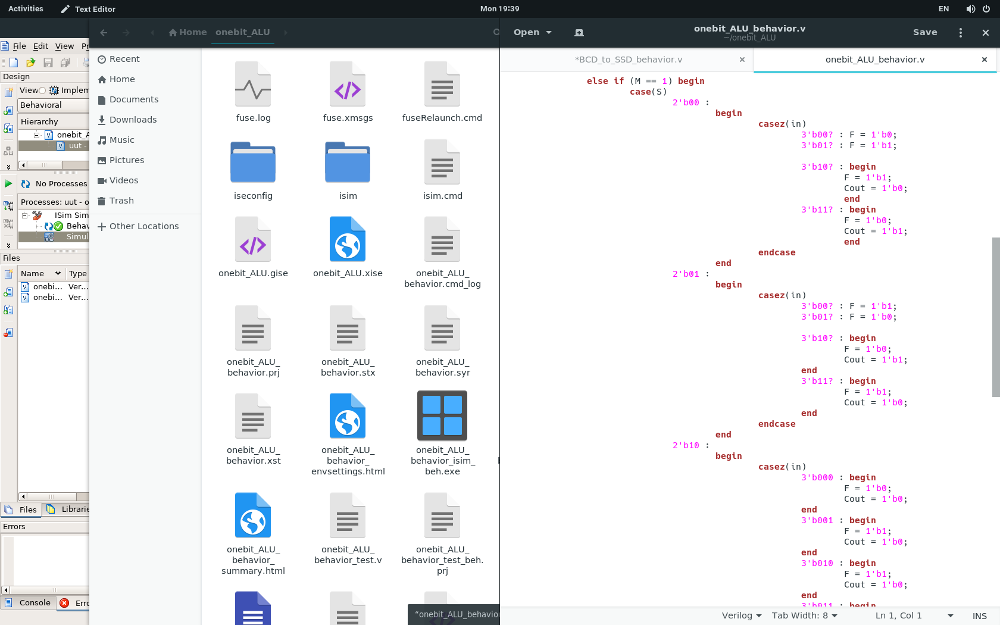 Activities
Text Editor
Mon 19:39
EN
File Edit View
Design
View
Implem
Behavioral
Hierarchy
onebit_A
uut -
No Processes
Processes: uut - o
ISim Sim
Behav
Simul
Files
Name Type
onebi... Ver...
onebi... Ver...
Files
Librarie
Errors
Console
Erro
Home onebit_ALU
Recent
Home
Documents
Downloads
Music
Pictures
Videos
Trash
Other Locations
fuse.log
fuse.xmsgs
fuseRelaunch.cmd
iseconfig
isim
isim.cmd
onebit_ALU.gise
onebit_ALU.xise
onebit_ALU_
behavior.cmd_log
onebit_ALU_
behavior.prj
onebit_ALU_
behavior.stx
onebit_ALU_
behavior.syr
onebit_ALU_
behavior.xst
onebit_ALU_
behavior_
envsettings.html
onebit_ALU_
behavior_isim_
beh.exe
onebit_ALU_
behavior_
summary.html
onebit_ALU_
behavior_test.v
onebit_ALU_
behavior_test_beh.
prj
“onebit_ALU_behavior
Open
onebit_ALU_behavior.v
~/onebit_ALU
Save
*BCD_to_SSD_behavior.v
onebit_ALU_behavior.v
else if (M == 1) begin
case(S)
2'b00 :
begin
casez(in)
3'b00? : F = 1'b0;
3'b01? : F = 1'b1;
3'b10? : begin
F = 1'b1;
Cout = 1'b0;
end
3'b11? : begin
F = 1'b0;
Cout = 1'b1;
end
endcase
end
2'b01 :
begin
casez(in)
3'b00? : F = 1'b1;
3'b01? : F = 1'b0;
3'b10? : begin
F = 1'b0;
Cout = 1'b1;
end
3'b11? : begin
F = 1'b1;
Cout = 1'b0;
end
endcase
end
2'b10 :
begin
casez(in)
3'b000 : begin
F = 1'b0;
Cout = 1'b0;
end
3'b001 : begin
F = 1'b1;
Cout = 1'b0;
end
3'b010 : begin
F = 1'b1;
Cout = 1'b0;
end
3'b011 : begin
Verilog
Tab Width: 8
Ln 1, Col 1
INS